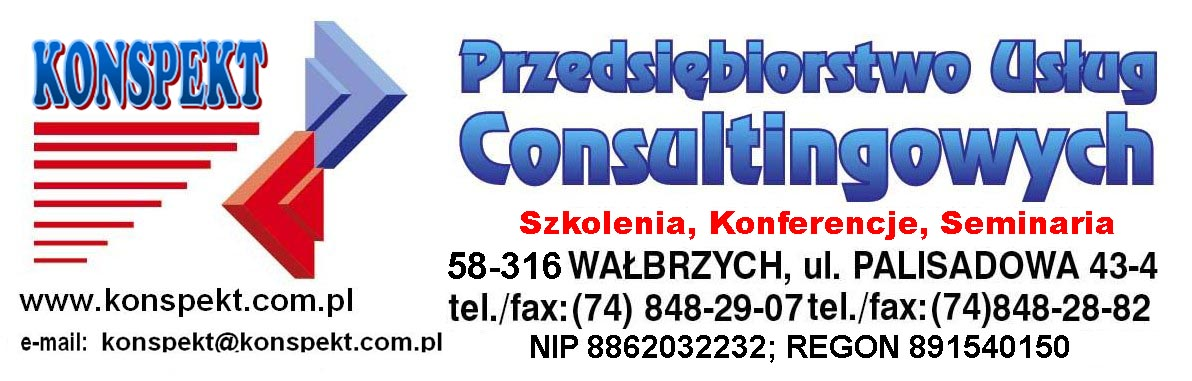 KONSPEKT
www.konspekt.com.pl
e-mail: konspekt@konspekt.com.pl
Przedsiębiorstwo Usług
Consultingowych
Szkolenia, Konferencje, Seminaria
58-316 WAŁBRZYCH, ul. PALISADOWA 43-4
tel./fax:(74) 848-29-07 tel./fax:(74)848-28-82
NIP 8862032232; REGON 891540150